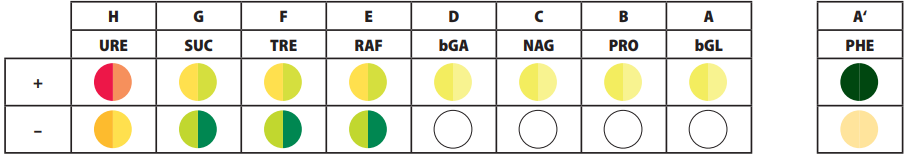 H G F E D C B A A‘
URE SUC TRE RAF bGA NAG PRO bGL PHE
+
–